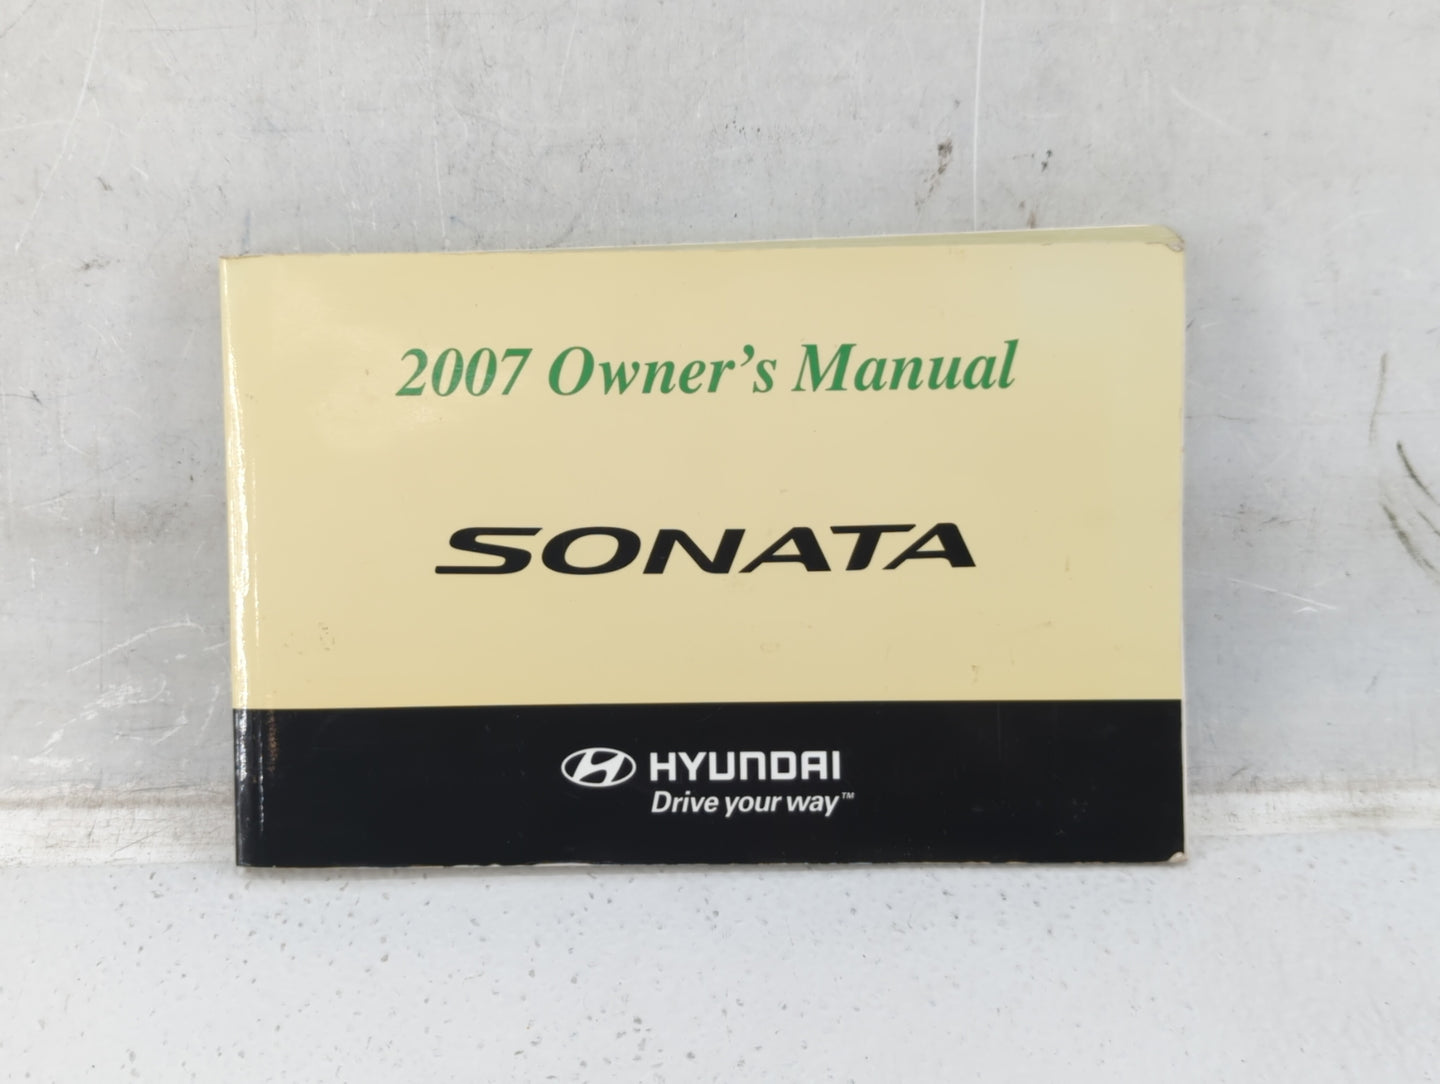 2007 Owner’s Manual
SONATA
HYUNDAI
Drive your way™